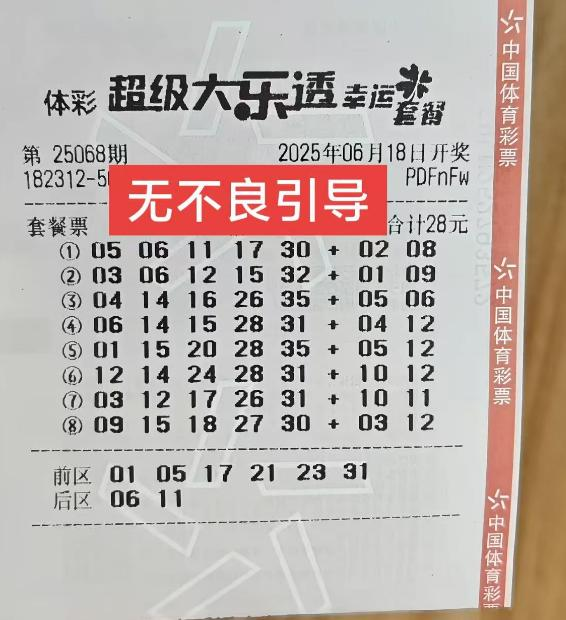 体彩 超级大乐透 幸运套餐
第 25068期 2025年06月18日开奖
182312-5 PDFnFw
无不良引导
套餐票 合计28元
① 05 06 11 17 30 + 02 08
② 03 06 12 15 32 + 01 09
③ 04 14 16 26 35 + 05 06
④ 06 14 15 28 31 + 04 12
⑤ 01 15 20 28 35 + 05 12
⑥ 12 14 24 28 31 + 10 12
⑦ 03 12 17 26 31 + 10 11
⑧ 09 15 18 27 30 + 03 12
前区 01 05 17 21 23 31
后区 06 11
中国体育彩票
中国体育彩票
中国体育彩票